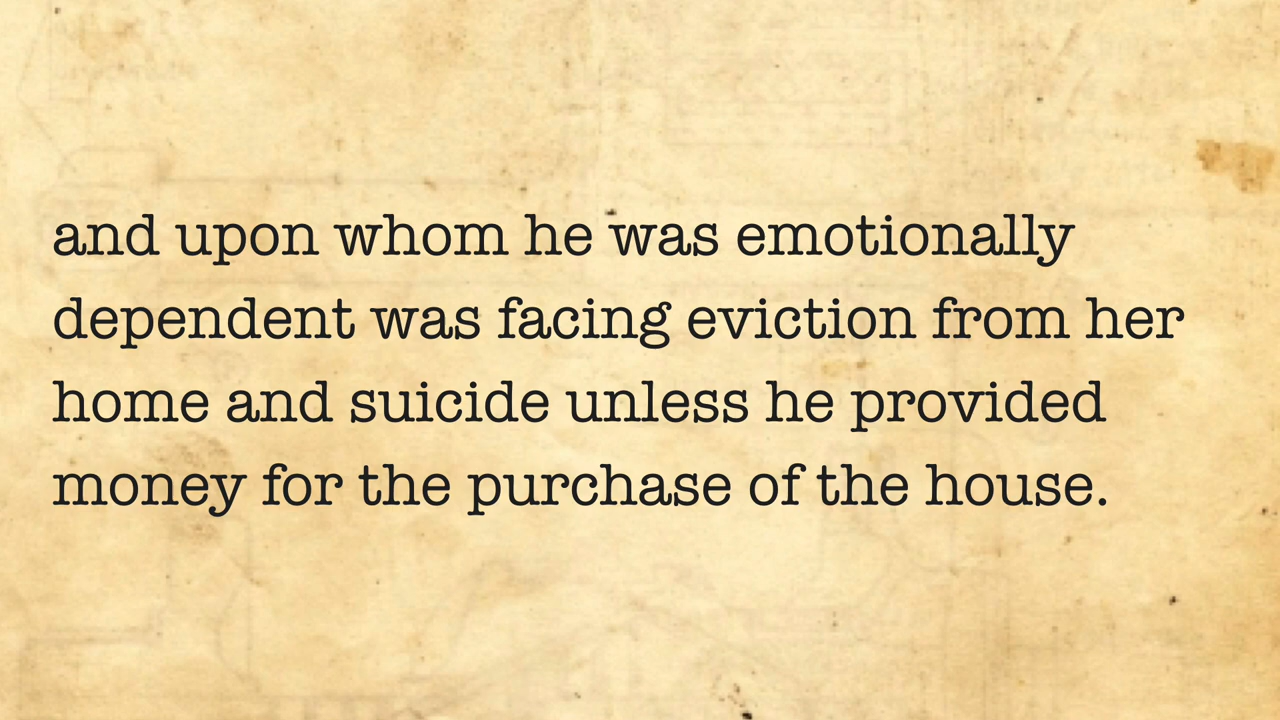 and upon whom he was emotionally
dependent was facing eviction from her
home and suicide unless he provided
money for the purchase of the house.